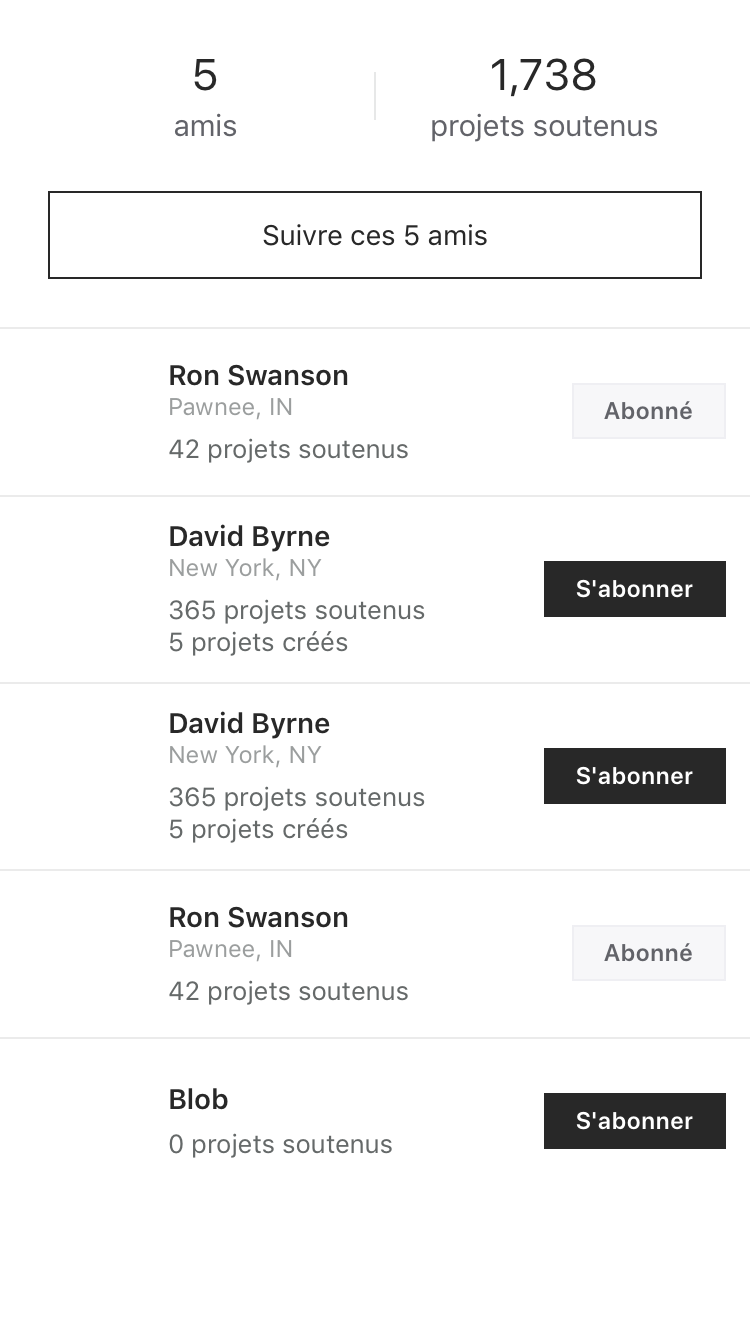 5
amis
1,738
projets soutenus
Suivre ces 5 amis
Ron Swanson
Pawnee, IN
42 projets soutenus
Abonné
David Byrne
New York, NY
365 projets soutenus
5 projets créés
S'abonner
David Byrne
New York, NY
365 projets soutenus
5 projets créés
S'abonner
Ron Swanson
Pawnee, IN
42 projets soutenus
Abonné
Blob
0 projets soutenus
S'abonner